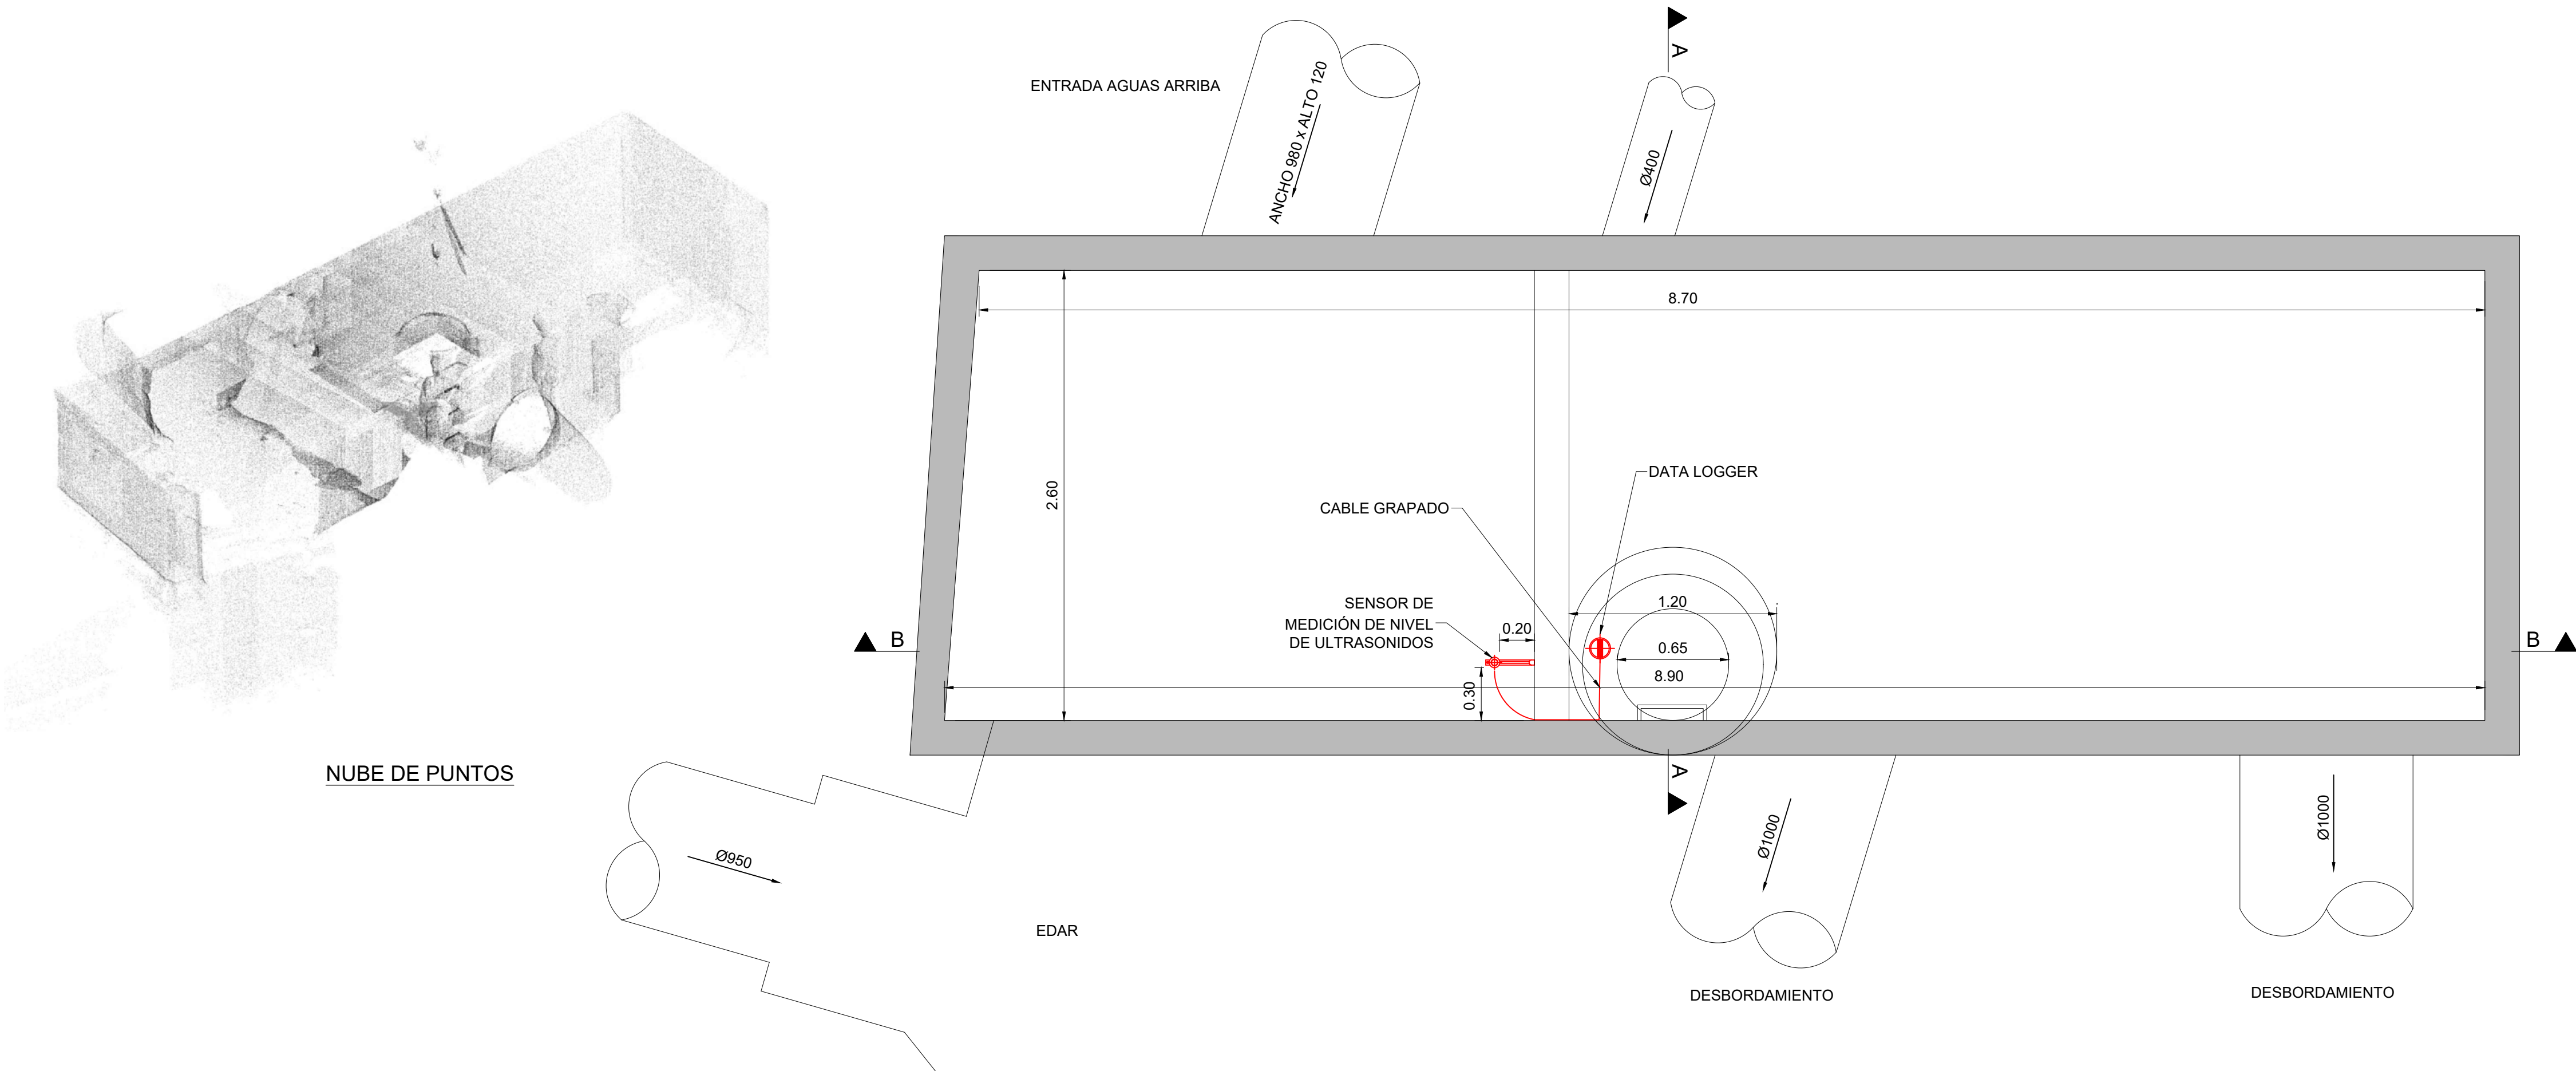 A
ENTRADA AGUAS ARRIBA
ANCHO 980 x ALTO 120
Ø400
8.70
2.60
DATA LOGGER
CABLE GRAPADO
SENSOR DE
MEDICIÓN DE NIVEL
DE ULTRASONIDOS
0.20
1.20
0.65
8.90
0.30
B
B
A
NUBE DE PUNTOS
Ø950
EDAR
Ø1000
Ø1000
DESBORDAMIENTO
DESBORDAMIENTO